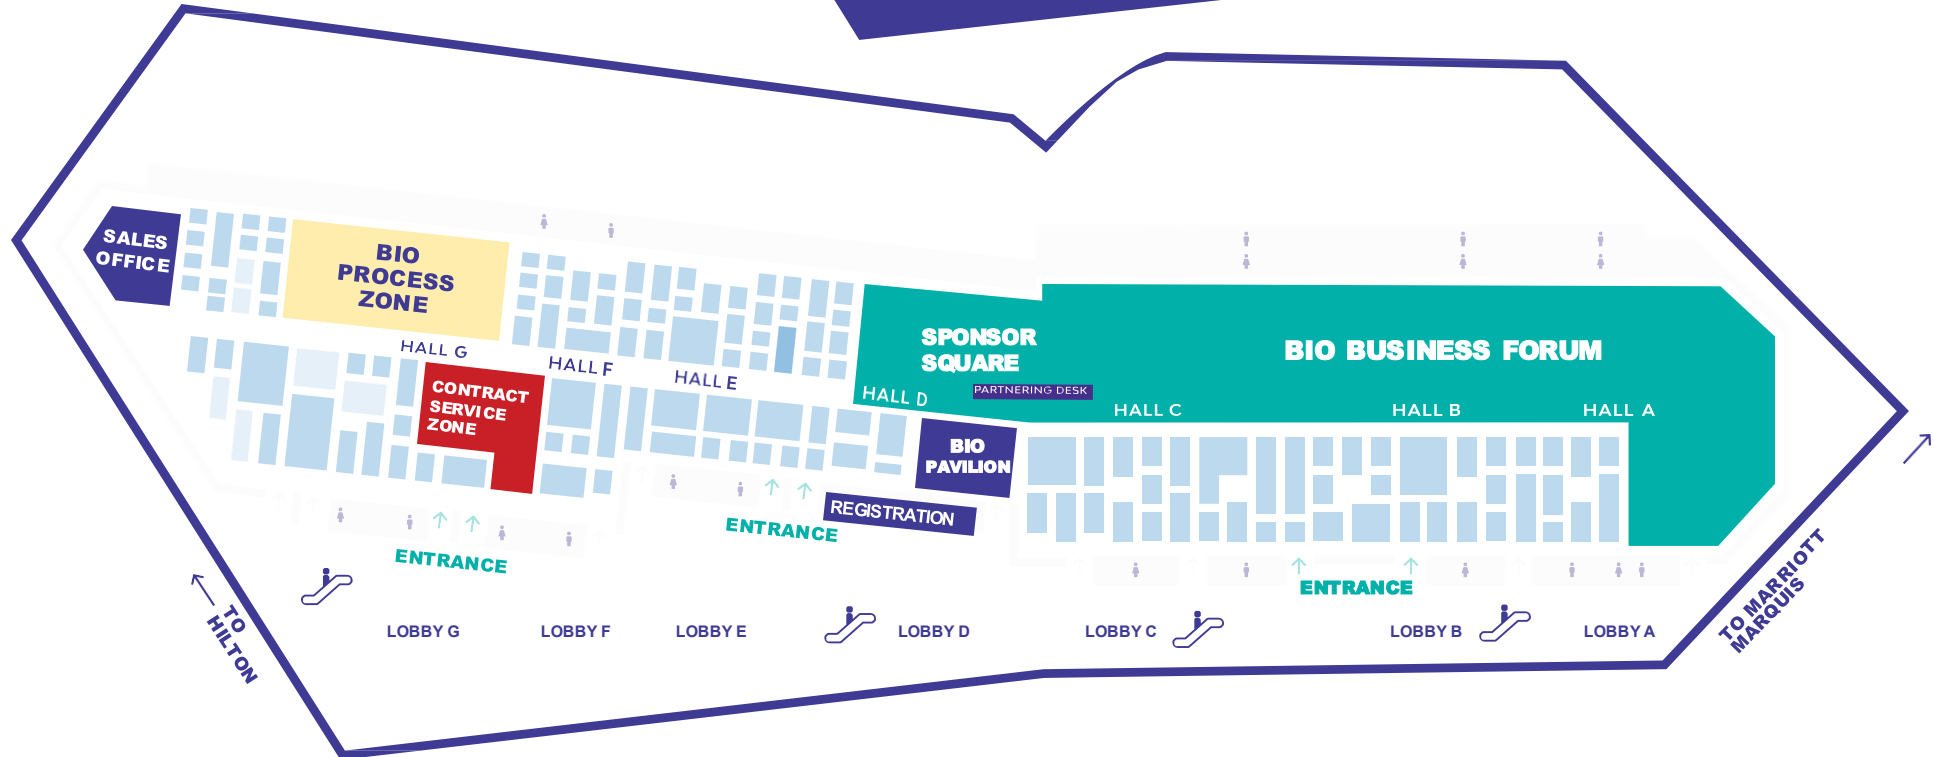 SALES
OFFICE
BIO
PROCESS
ZONE
HALL G
HALL F
HALL E
CONTRACT
SERVICE
ZONE
SPONSOR
SQUARE
PARTNERING DESK
HALL D
BIO BUSINESS FORUM
HALL C
HALL B
HALL A
BIO
PAVILION
REGISTRATION
ENTRANCE
ENTRANCE
ENTRANCE
TO
HILTON
LOBBY G
LOBBY F
LOBBY E
LOBBY D
LOBBY C
LOBBY B
LOBBY A
TO MARRIOTT
MARQUIS